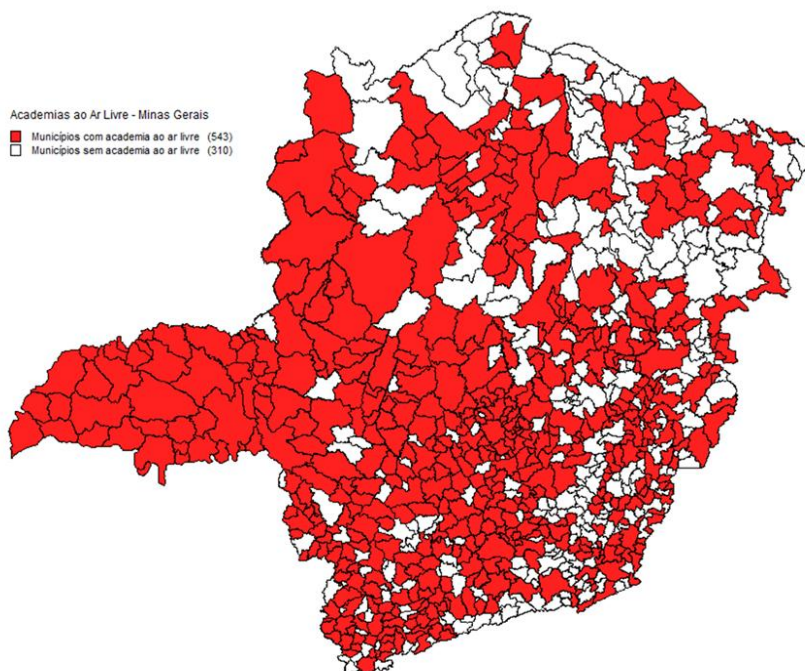 Academias ao Ar Livre - Minas Gerais
Municípios com academia ao ar livre (543)
Municípios sem academia ao ar livre (310)